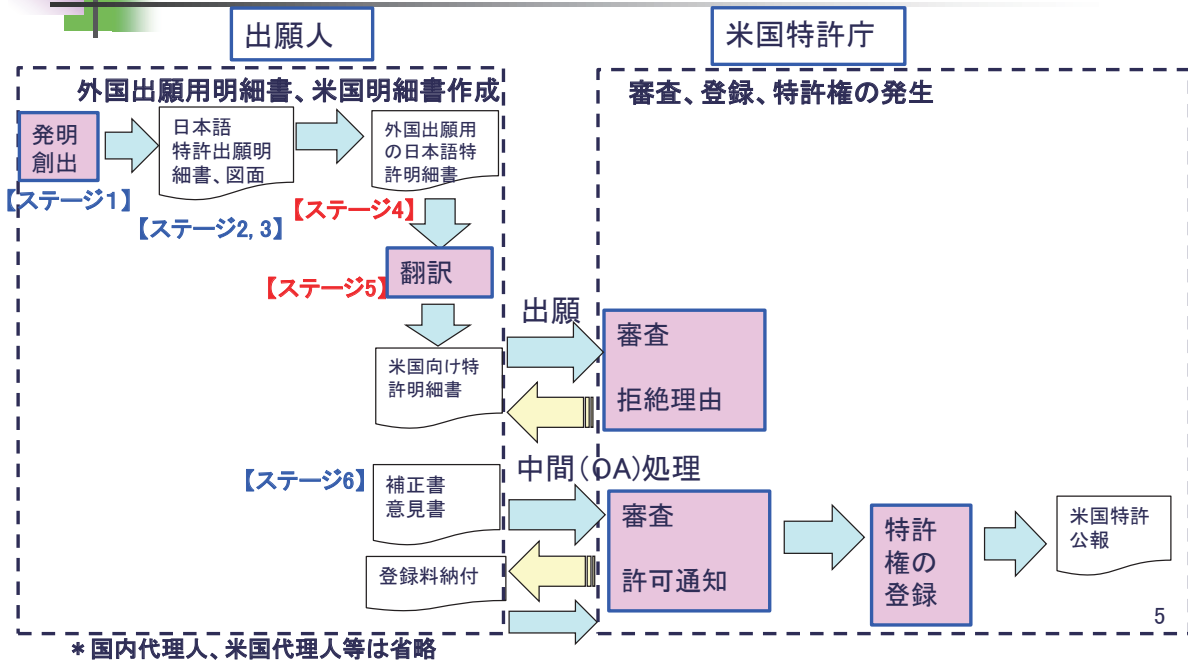 出願人
米国特許庁
外国出願用明細書、米国明細書作成
審査、登録、特許権の発生
発明
創出
日本語
特許出願明
細書、図面
外国出願用
の日本語特
許明細書
【ステージ1】
【ステージ2, 3】
【ステージ4】
翻訳
【ステージ5】
出願
米国向け特
許明細書
審査
拒絶理由
中間(OA)処理
【ステージ6】
補正書
意見書
審査
許可通知
特許
権の
登録
米国特許
公報
登録料納付
5
*国内代理人、米国代理人等は省略